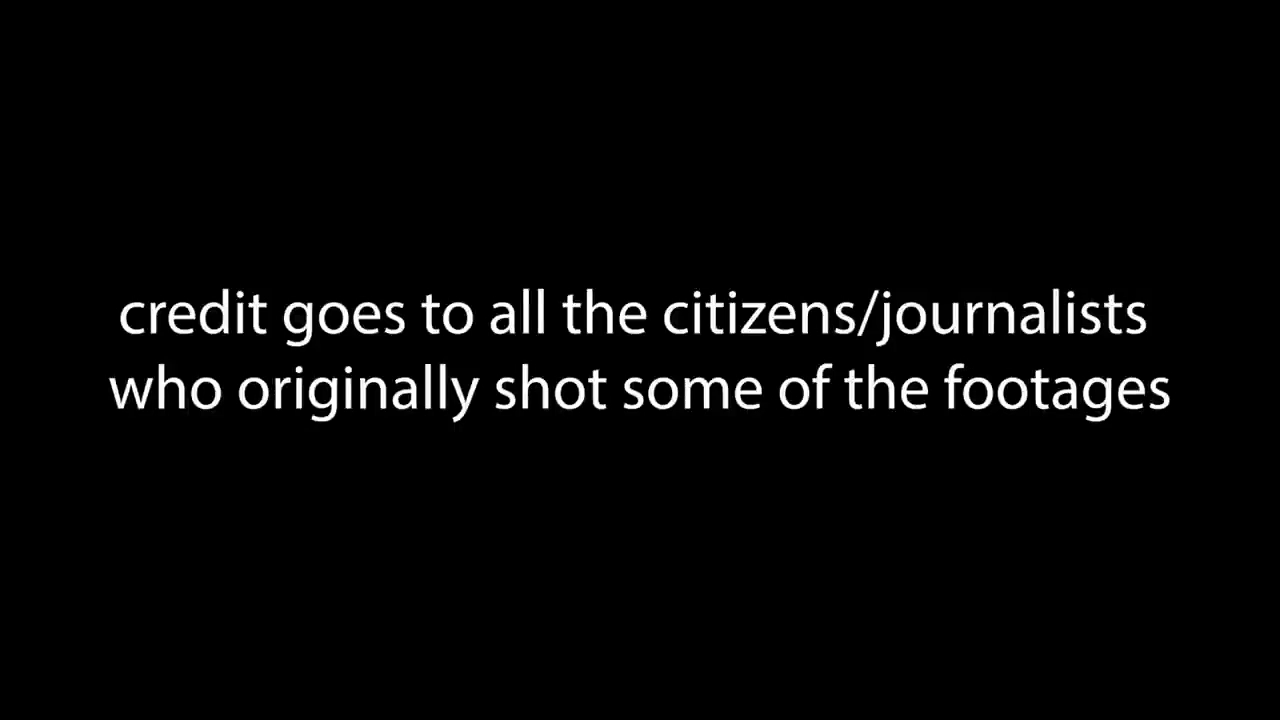 credit goes to all the citizens/journalists
who originally shot some of the footages